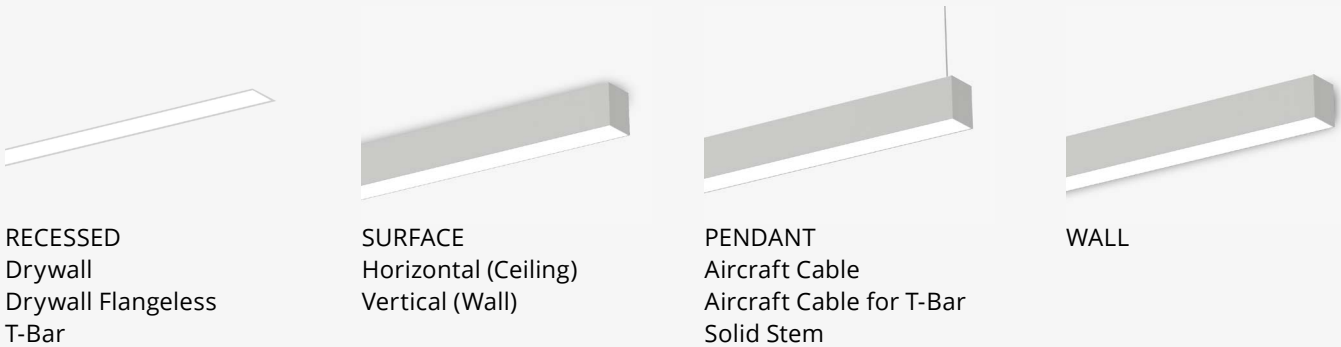 RECESSED
Drywall
Drywall Flangeless
T-Bar
SURFACE
Horizontal (Ceiling)
Vertical (Wall)
PENDANT
Aircraft Cable
Aircraft Cable for T-Bar
Solid Stem
WALL